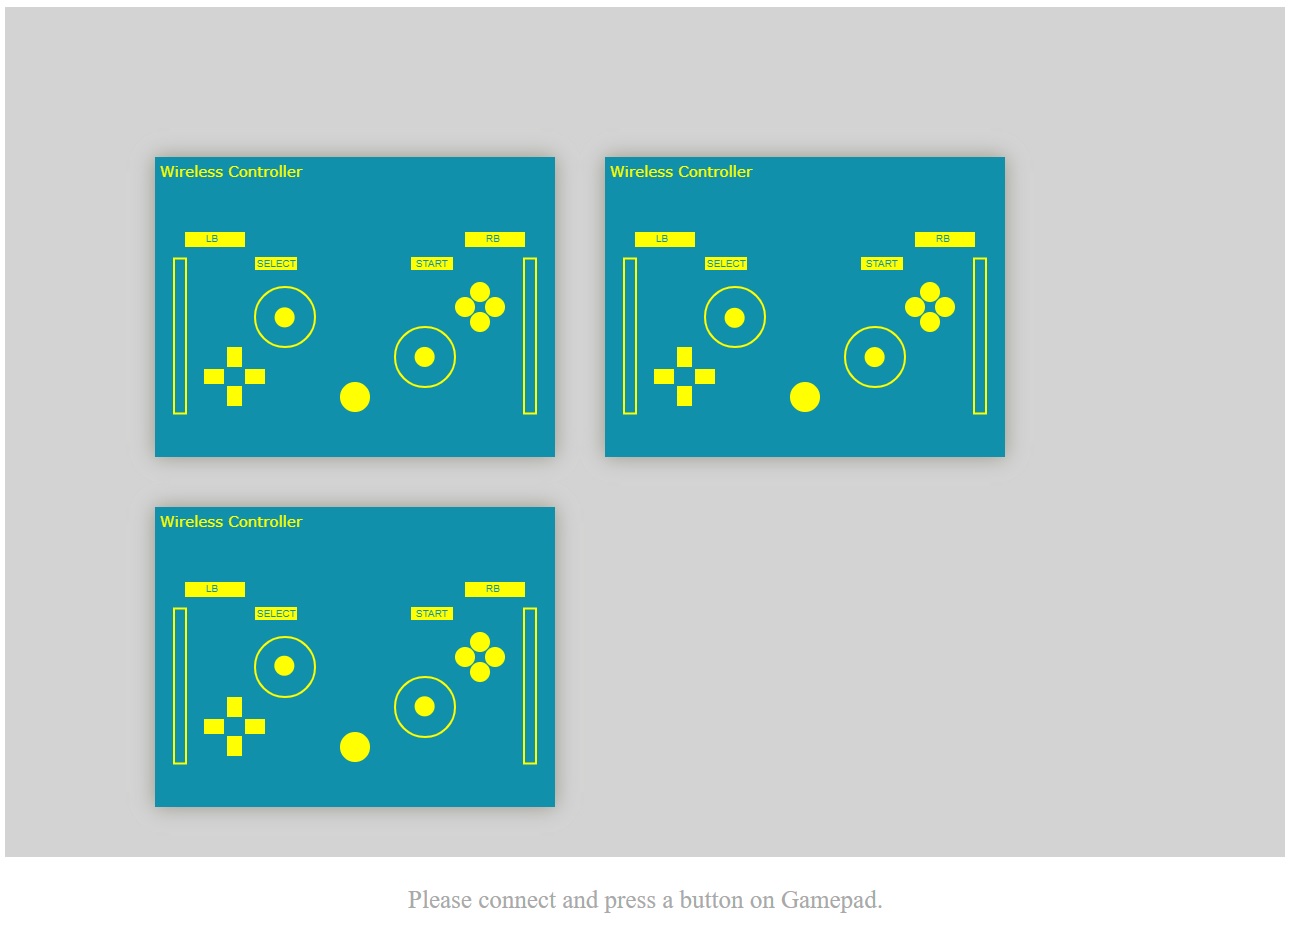 Wireless Controller
LB
RB
SELECT
START
Wireless Controller
LB
RB
SELECT
START
Wireless Controller
LB
RB
SELECT
START
Please connect and press a button on Gamepad.